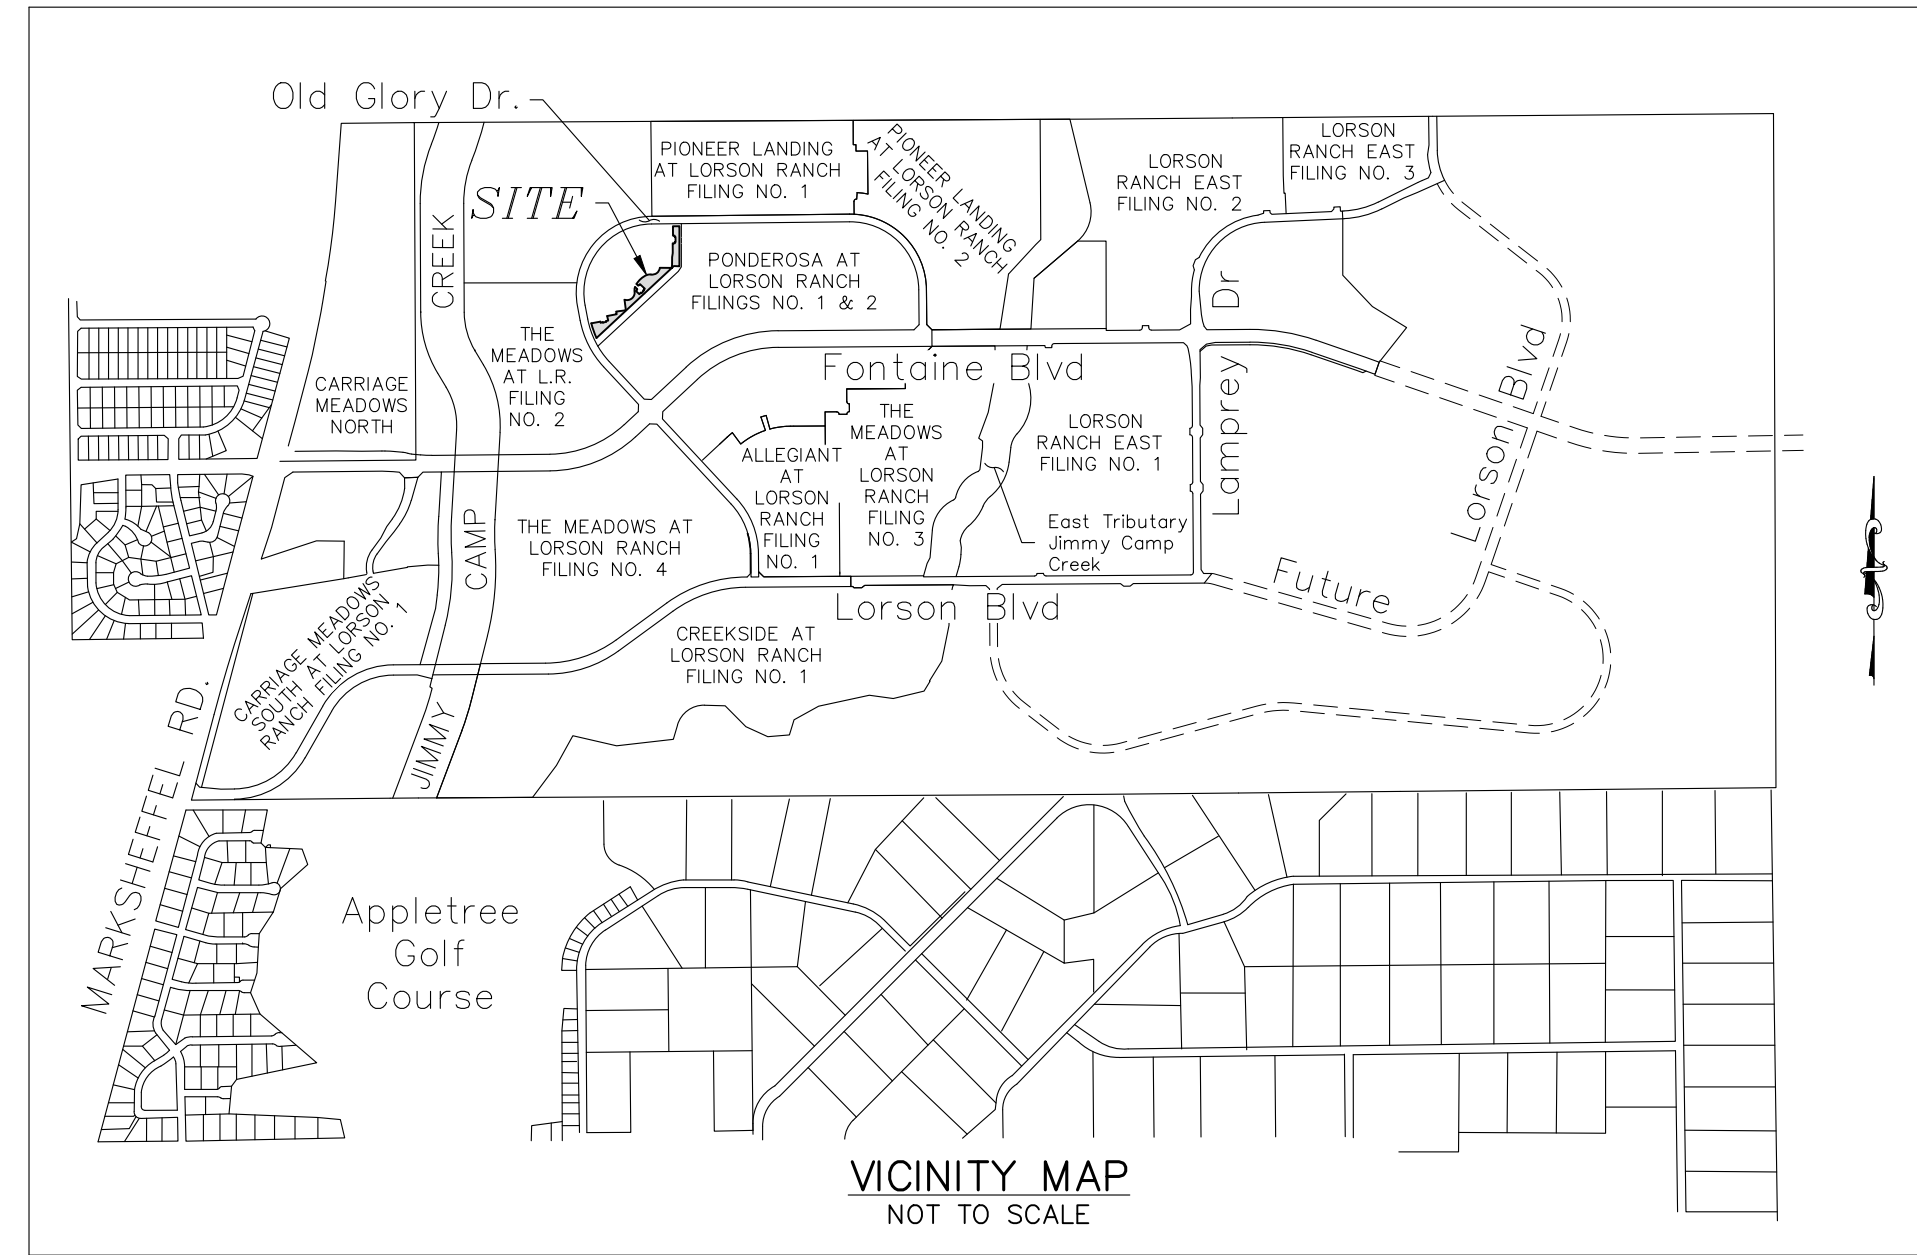 Old Glory Dr.
SITE
PIONEER LANDING
AT LORSON RANCH
FILING NO. 1
PIONEER LANDING
AT LORSON RANCH
FILING NO. 2
LORSON
RANCH EAST
FILING NO. 2
LORSON
RANCH EAST
FILING NO. 3
CREEK
PONDEROSA AT
LORSON RANCH
FILINGS NO. 1 & 2
THE
MEADOWS
AT L.R.
FILING
NO. 2
CARRIAGE
MEADOWS
NORTH
Fontaine Blvd
Lamprey Dr
Lorson Blvd
THE
MEADOWS
AT
LORSON
RANCH
FILING
NO. 3
ALLEGIANT
AT
LORSON
RANCH
FILING
NO. 1
LORSON
RANCH EAST
FILING NO. 1
East Tributary
Jimmy Camp
Creek
CAMP
THE MEADOWS AT
LORSON RANCH
FILING NO. 4
Future
Lorson Blvd
CREEKSIDE AT
LORSON RANCH
FILING NO. 1
CARRIAGE MEADOWS
SOUTH AT LORSON
RANCH FILING NO. 1
JIMMY
MARKSHEFFEL RD.
Appletree
Golf
Course
VICINITY MAP
NOT TO SCALE